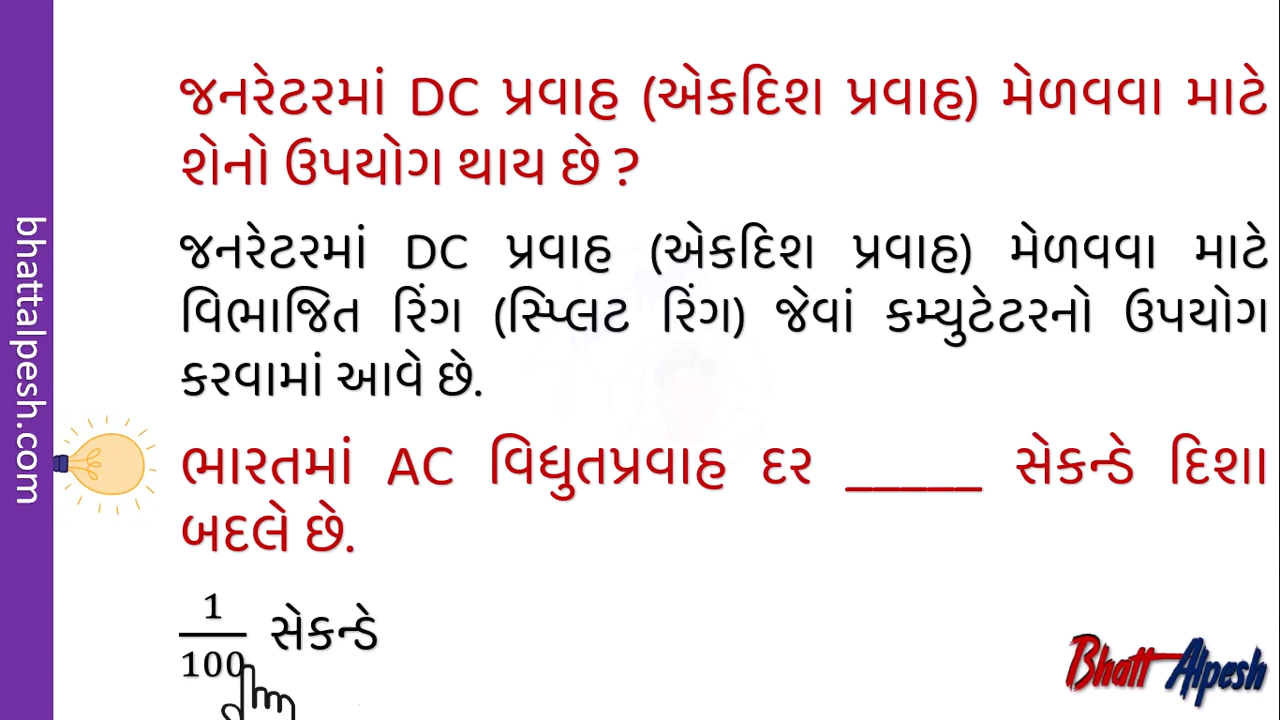 bhattalpesh.com
જનરેટરમાં DC પ્રવાહ (એકદિશ પ્રવાહ) મેળવવા માટે
શેનો ઉપયોગ થાય છે ?
જનરેટરમાં DC પ્રવાહ (એકદિશ પ્રવાહ) મેળવવા માટે
વિભાજિત રિંગ (સ્પ્લિટ રિંગ) જેવાં કમ્યુટેટરનો ઉપયોગ
કરવામાં આવે છે.
ભારતમાં AC વિદ્યુતપ્રવાહ દર _____ સેકન્ડે દિશા
બદલે છે.
1/100 સેકન્ડે
Bhatt Alpesh